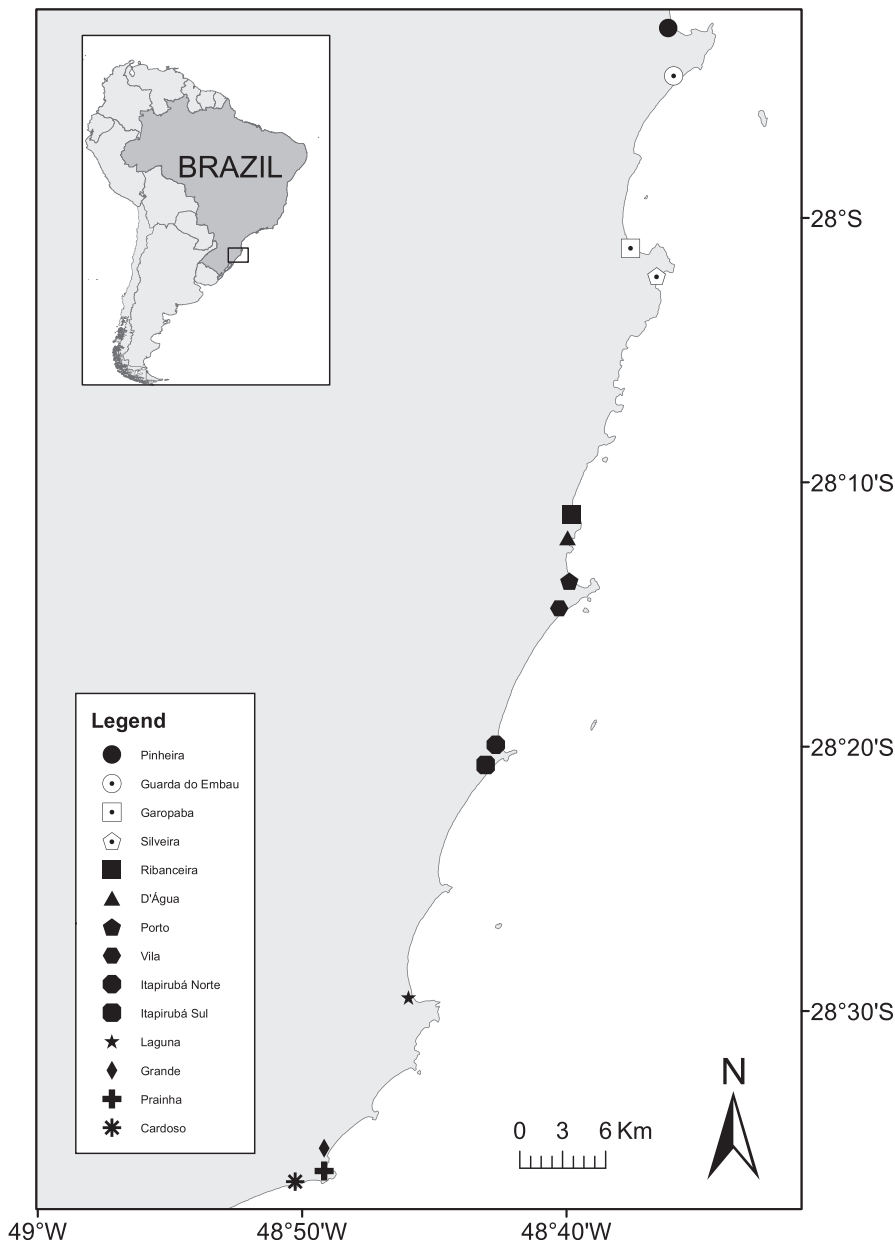 BRAZIL
28°S
28°10'S
28°20'S
28°30'S
Legend
Pinheira
Guarda do Embau
Garopaba
Silveira
Ribanceira
D'Água
Porto
Vila
Itapirubá Norte
Itapirubá Sul
Laguna
Grande
Prainha
Cardoso
N
0 3 6 Km
49°W
48°50'W
48°40'W